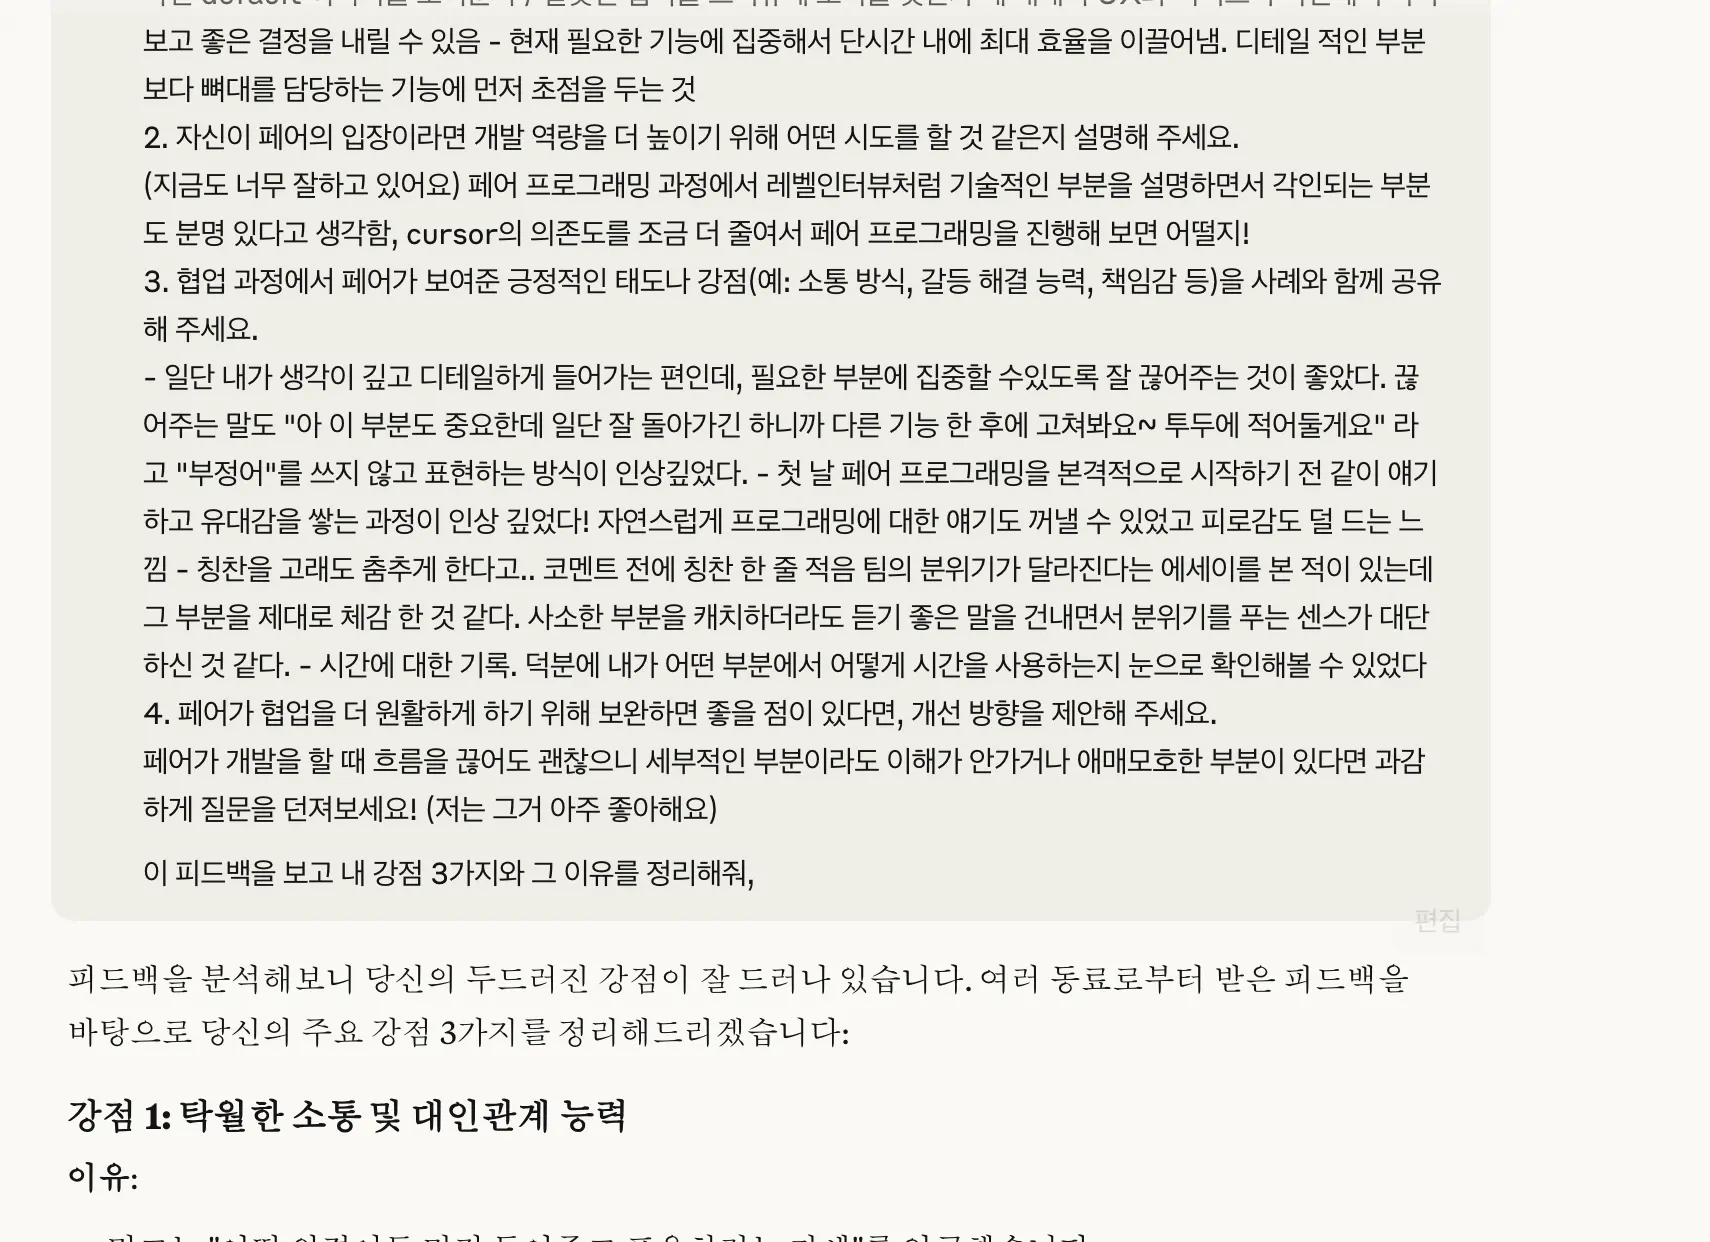 보고 좋은 결정을 내릴 수 있음 - 현재 필요한 기능에 집중해서 단시간 내에 최대 효율을 이끌어냄. 디테일 적인 부분
보다 뼈대를 담당하는 기능에 먼저 초점을 두는 것
2. 자신이 페어의 입장이라면 개발 역량을 더 높이기 위해 어떤 시도를 할 것 같은지 설명해 주세요.
(지금도 너무 잘하고 있어요) 페어 프로그래밍 과정에서 레벨인터뷰처럼 기술적인 부분을 설명하면서 각인되는 부분
도 분명 있다고 생각함, cursor의 의존도를 조금 더 줄여서 페어 프로그래밍을 진행해 보면 어떨지!
3. 협업 과정에서 페어가 보여준 긍정적인 태도나 강점(예: 소통 방식, 갈등 해결 능력, 책임감 등)을 사례와 함께 공유
해 주세요.
- 일단 내가 생각이 깊고 디테일하게 들어가는 편인데, 필요한 부분에 집중할 수있도록 잘 끊어주는 것이 좋았다. 끊
어주는 말도 "아 이 부분도 중요한데 일단 잘 돌아가긴 하니까 다른 기능 한 후에 고쳐봐요~ 투두에 적어둘게요" 라
고 "부정어"를 쓰지 않고 표현하는 방식이 인상깊었다. - 첫 날 페어 프로그래밍을 본격적으로 시작하기 전 같이 얘기
하고 유대감을 쌓는 과정이 인상 깊었다! 자연스럽게 프로그래밍에 대한 얘기도 꺼낼 수 있었고 피로감도 덜 드는 느
낌 - 칭찬을 고래도 춤추게 한다고.. 코멘트 전에 칭찬 한 줄 적음 팀의 분위기가 달라진다는 에세이를 본 적이 있는데
그 부분을 제대로 체감 한 것 같다. 사소한 부분을 캐치하더라도 듣기 좋은 말을 건내면서 분위기를 푸는 센스가 대단
하신 것 같다. - 시간에 대한 기록. 덕분에 내가 어떤 부분에서 어떻게 시간을 사용하는지 눈으로 확인해볼 수 있었다
4. 페어가 협업을 더 원활하게 하기 위해 보완하면 좋을 점이 있다면, 개선 방향을 제안해 주세요.
페어가 개발을 할 때 흐름을 끊어도 괜찮으니 세부적인 부분이라도 이해가 안가거나 애매모호한 부분이 있다면 과감
하게 질문을 던져보세요! (저는 그거 아주 좋아해요)
이 피드백을 보고 내 강점 3가지와 그 이유를 정리해줘,
편집
피드백을 분석해보니 당신의 두드러진 강점이 잘 드러나 있습니다. 여러 동료로부터 받은 피드백을
바탕으로 당신의 주요 강점 3가지를 정리해드리겠습니다:
강점 1: 탁월한 소통 및 대인관계 능력
이유: